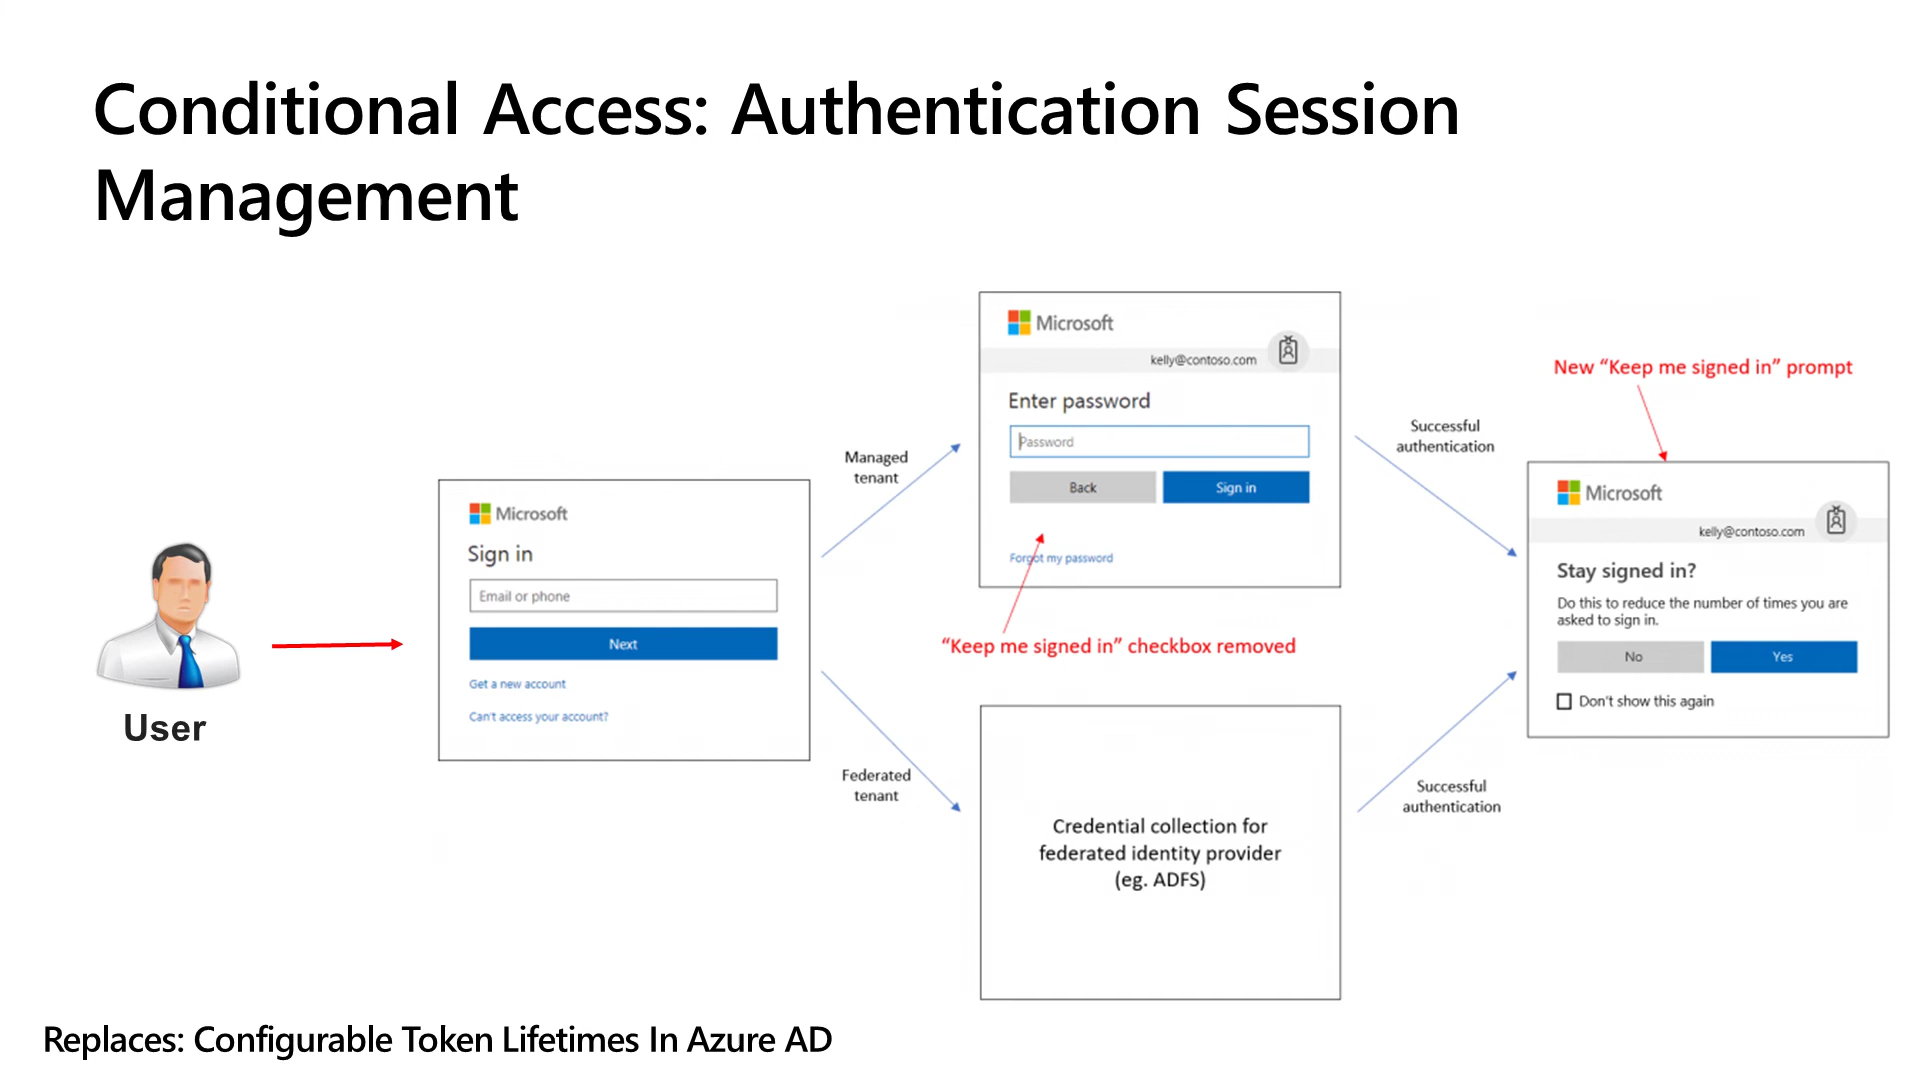 Conditional Access: Authentication Session
Management
User
Microsoft
Sign in
Email or phone
Next
Get a new account
Can't access your account?
Managed
tenant
Federated
tenant
Microsoft
kelly@contoso.com
Enter password
Password
Back
Sign in
Forgot my password
“Keep me signed in” checkbox removed
Credential collection for
federated identity provider
(eg. ADFS)
Successful
authentication
Successful
authentication
New “Keep me signed in” prompt
Microsoft
kelly@contoso.com
Stay signed in?
Do this to reduce the number of times you are
asked to sign in.
No
Yes
Don't show this again
Replaces: Configurable Token Lifetimes In Azure AD